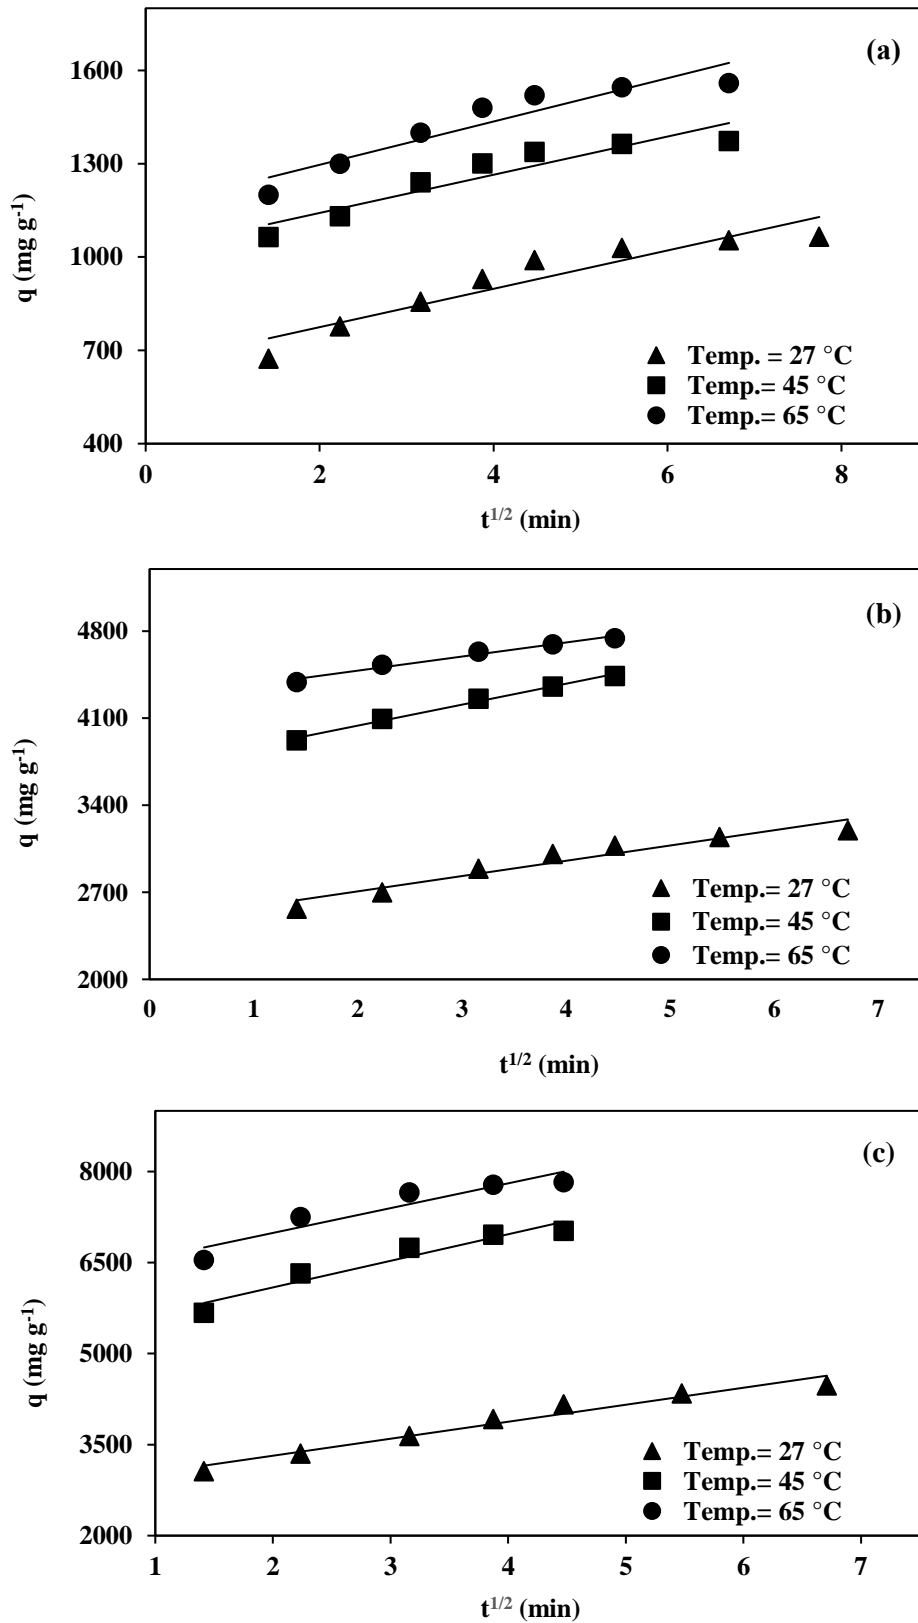 (a)
1600
1300
1000
700
400
q (mg g-1)
Temp. = 27 °C
Temp.= 45 °C
Temp.= 65 °C
0 2 4 6 8
t1/2 (min)
(b)
4800
4100
3400
2700
2000
q (mg g-1)
Temp.= 27 °C
Temp.= 45 °C
Temp.= 65 °C
0 1 2 3 4 5 6 7
t1/2 (min)
(c)
8000
6500
5000
3500
2000
q (mg g-1)
Temp.= 27 °C
Temp.= 45 °C
Temp.= 65 °C
1 2 3 4 5 6 7
t1/2 (min)